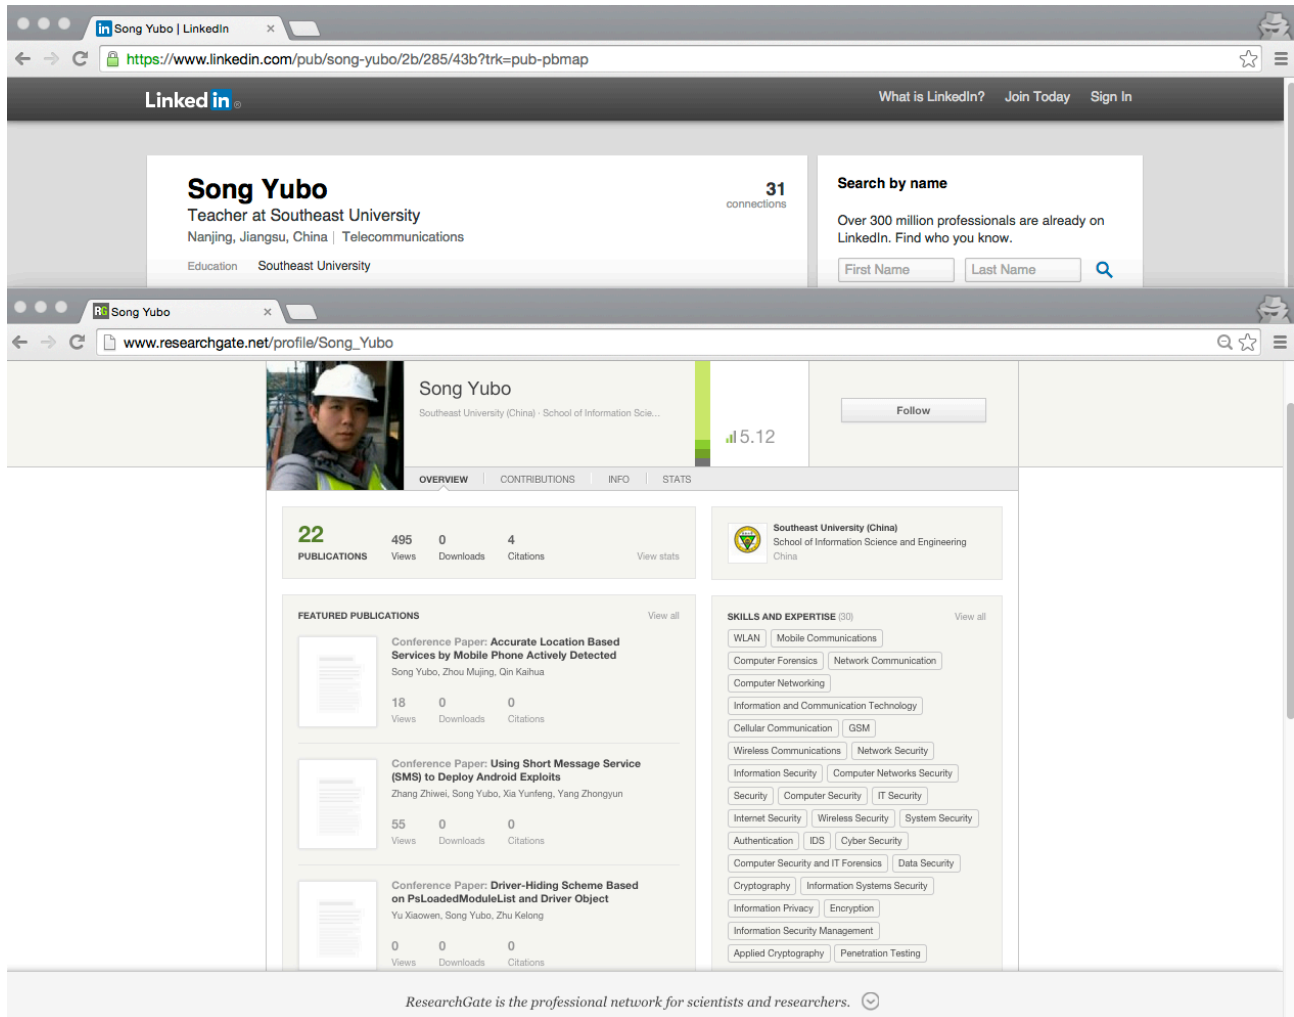 Song Yubo | LinkedIn
https://www.linkedin.com/pub/song-yubo/2b/285/43b?trk=pub-pbmap
Linked in ®
What is LinkedIn? Join Today Sign In
Song Yubo
31
connections
Teacher at Southeast University
Nanjing, Jiangsu, China | Telecommunications
Education Southeast University
Search by name
Over 300 million professionals are already on
LinkedIn. Find who you know.
First Name Last Name
RG Song Yubo
www.researchgate.net/profile/Song_Yubo
Song Yubo
Southeast University (China) · School of Information Scie...
5.12
Follow
OVERVIEW CONTRIBUTIONS INFO STATS
22 495 0 4
PUBLICATIONS Views Downloads Citations View stats
Southeast University (China)
School of Information Science and Engineering
China
FEATURED PUBLICATIONS View all
Conference Paper: Accurate Location Based
Services by Mobile Phone Actively Detected
Song Yubo, Zhou Mujing, Qin Kaihua
18 0 0
Views Downloads Citations
Conference Paper: Using Short Message Service
(SMS) to Deploy Android Exploits
Zhang Zhiwei, Song Yubo, Xia Yunfeng, Yang Zhongyun
55 0 0
Views Downloads Citations
Conference Paper: Driver-Hiding Scheme Based
on PsLoadedModuleList and Driver Object
Yu Xiaowen, Song Yubo, Zhu Kelong
0 0 0
Views Downloads Citations
SKILLS AND EXPERTISE (30) View all
WLAN Mobile Communications
Computer Forensics Network Communication
Computer Networking
Information and Communication Technology
Cellular Communication GSM
Wireless Communications Network Security
Information Security Computer Networks Security
Security Computer Security IT Security
Internet Security Wireless Security System Security
Authentication IDS Cyber Security
Computer Security and IT Forensics Data Security
Cryptography Information Systems Security
Information Privacy Encryption
Information Security Management
Applied Cryptography Penetration Testing
ResearchGate is the professional network for scientists and researchers.